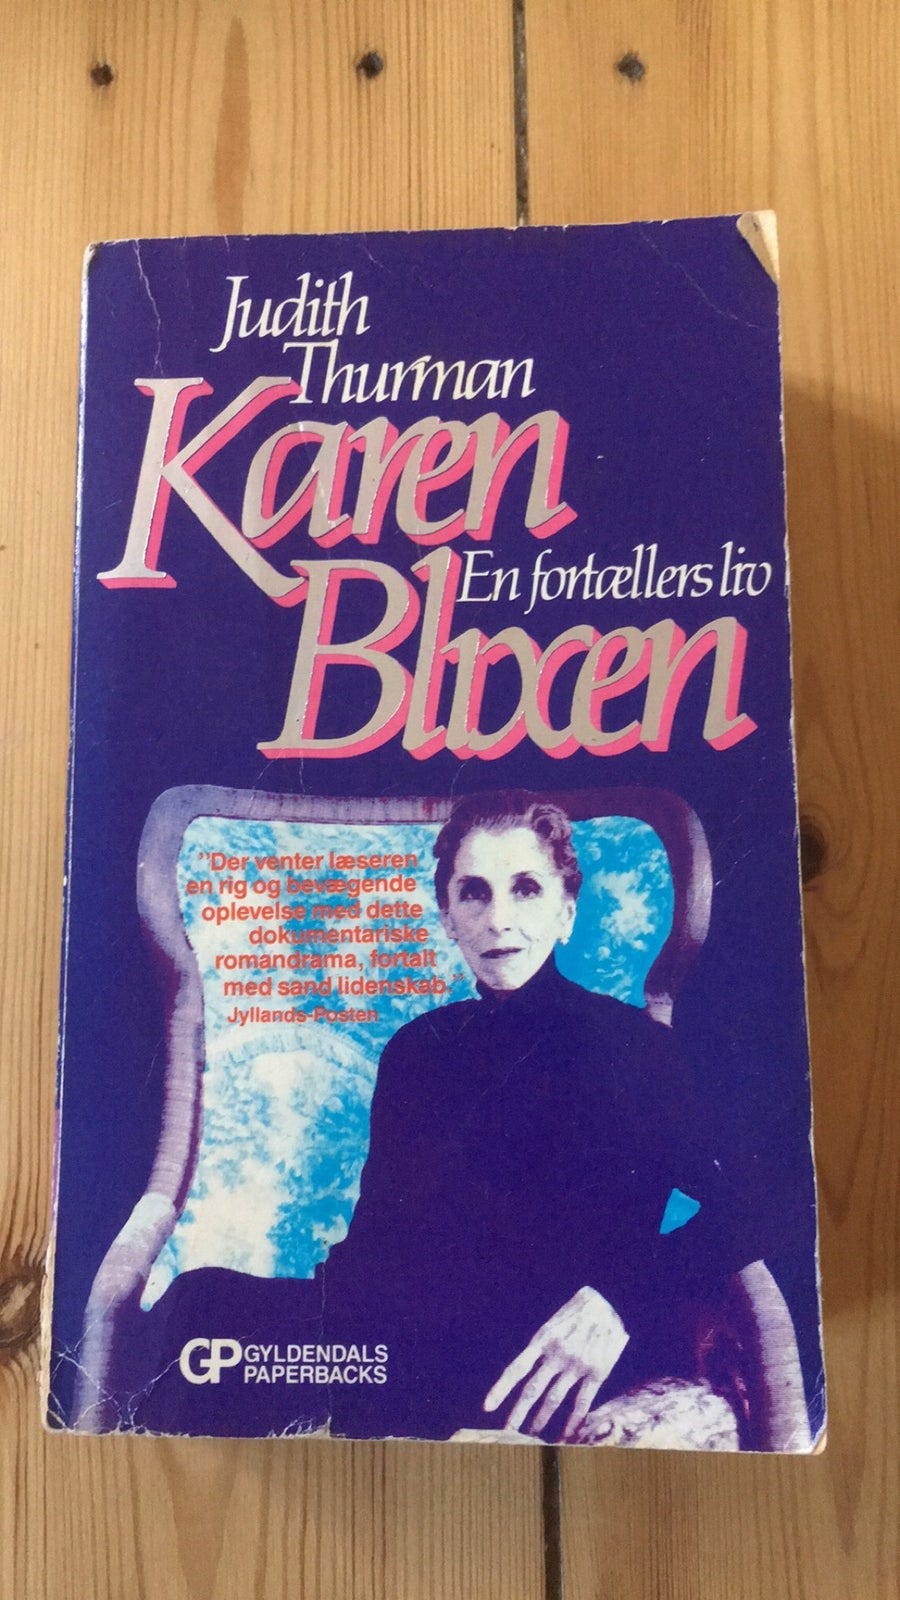 Judith
Thurman
Karen
En fortællers liv
Blixen
"Der venter læseren
en rig og bevægende
oplevelse med dette
dokumentariske
romandrama, fortalt
med sand lidenskab."
Jyllands-Posten
GP GYLDENDALS
PAPERBACKS